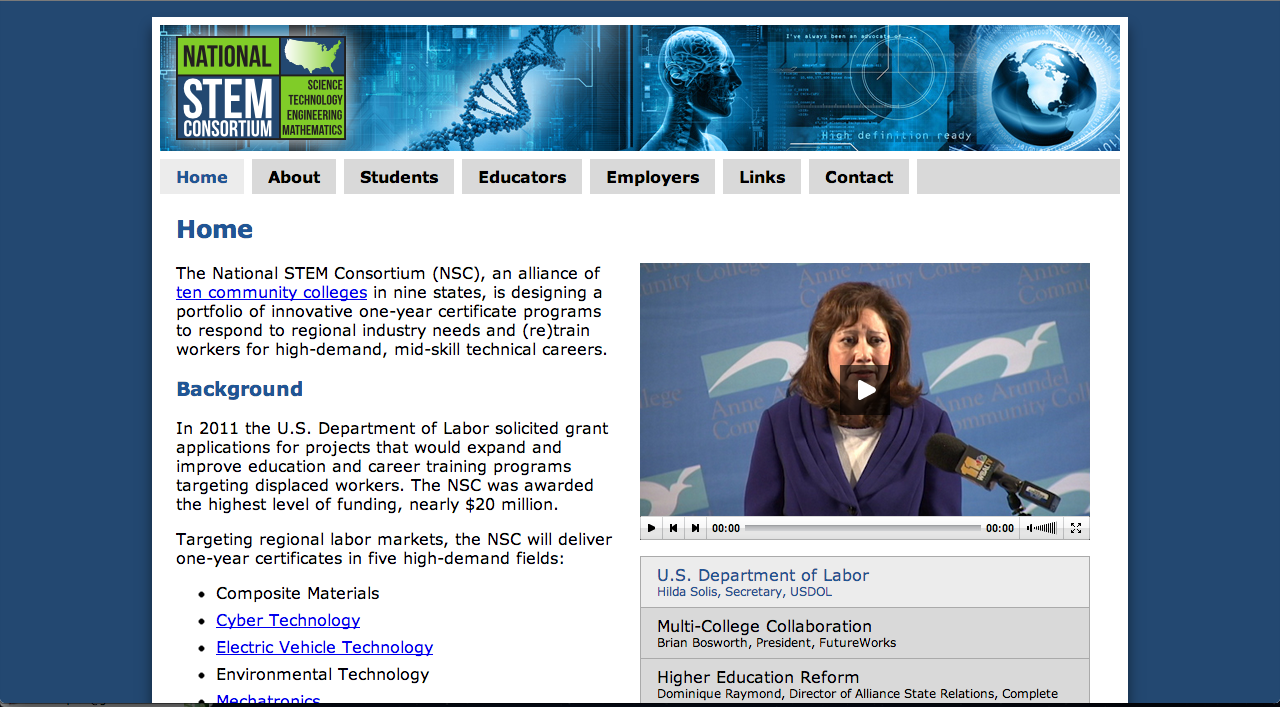 NATIONAL
STEM
CONSORTIUM
SCIENCE
TECHNOLOGY
ENGINEERING
MATHEMATICS
I've always been an advocate of...
High definition ready
Home
About
Students
Educators
Employers
Links
Contact
Home
The National STEM Consortium (NSC), an alliance of
ten community colleges in nine states, is designing a
portfolio of innovative one-year certificate programs
to respond to regional industry needs and (re)train
workers for high-demand, mid-skill technical careers.
Background
In 2011 the U.S. Department of Labor solicited grant
applications for projects that would expand and
improve education and career training programs
targeting displaced workers. The NSC was awarded
the highest level of funding, nearly $20 million.
Targeting regional labor markets, the NSC will deliver
one-year certificates in five high-demand fields:
• Composite Materials
• Cyber Technology
• Electric Vehicle Technology
• Environmental Technology
• Mechatronics
Anne Arundel
Community College
Anne Arundel
Community College
11
00:00
00:00
U.S. Department of Labor
Hilda Solis, Secretary, USDOL
Multi-College Collaboration
Brian Bosworth, President, FutureWorks
Higher Education Reform
Dominique Raymond, Director of Alliance State Relations, Complete